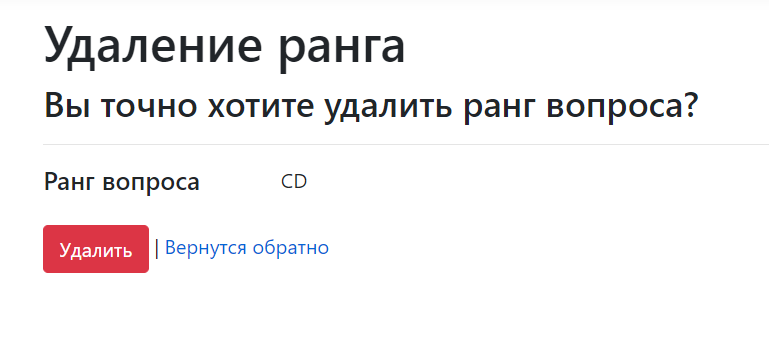 Удаление ранга
Вы точно хотите удалить ранг вопроса?
Ранг вопроса CD
Удалить | Вернутся обратно